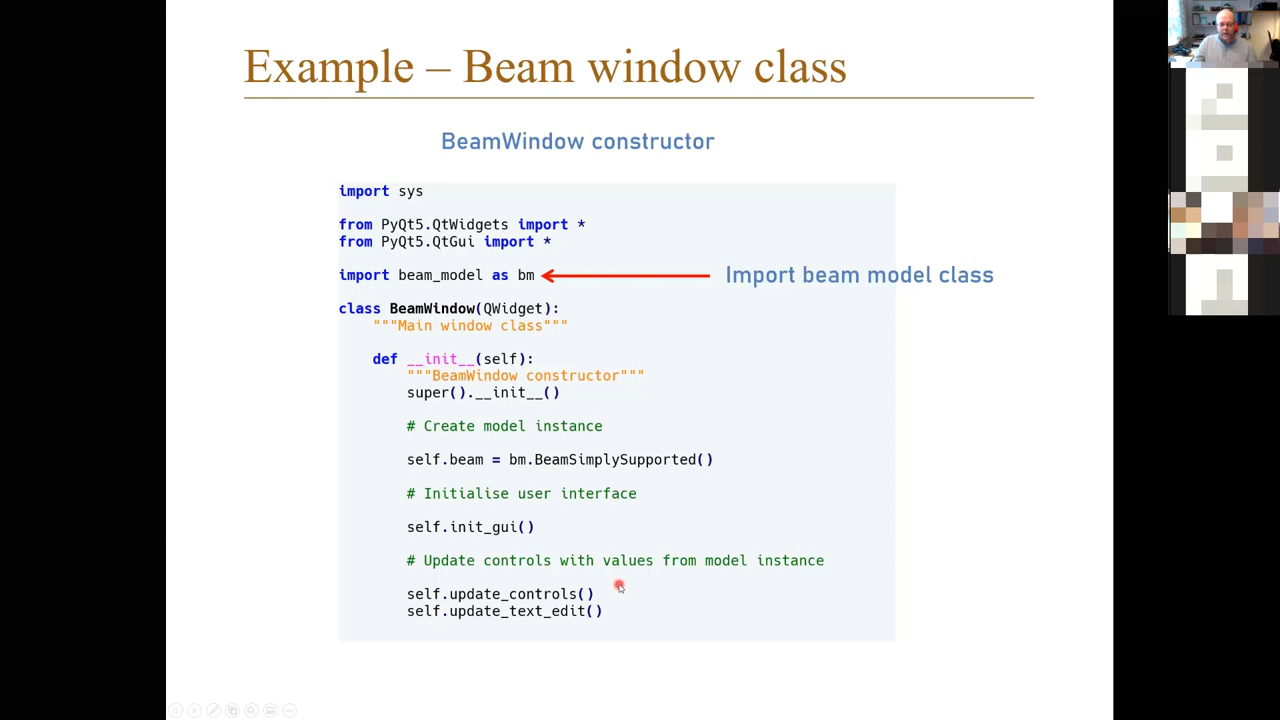 Example – Beam window class
BeamWindow constructor
import sys
from PyQt5.QtWidgets import *
from PyQt5.QtGui import *
import beam_model as bm
Import beam model class
class BeamWindow(QWidget):
"""Main window class"""
def __init__(self):
"""BeamWindow constructor"""
super().__init__()
# Create model instance
self.beam = bm.BeamSimplySupported()
# Initialise user interface
self.init_gui()
# Update controls with values from model instance
self.update_controls()
self.update_text_edit()